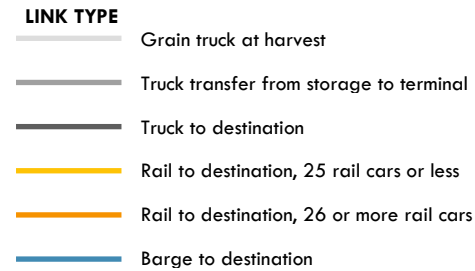 LINK TYPE
Grain truck at harvest
Truck transfer from storage to terminal
Truck to destination
Rail to destination, 25 rail cars or less
Rail to destination, 26 or more rail cars
Barge to destination